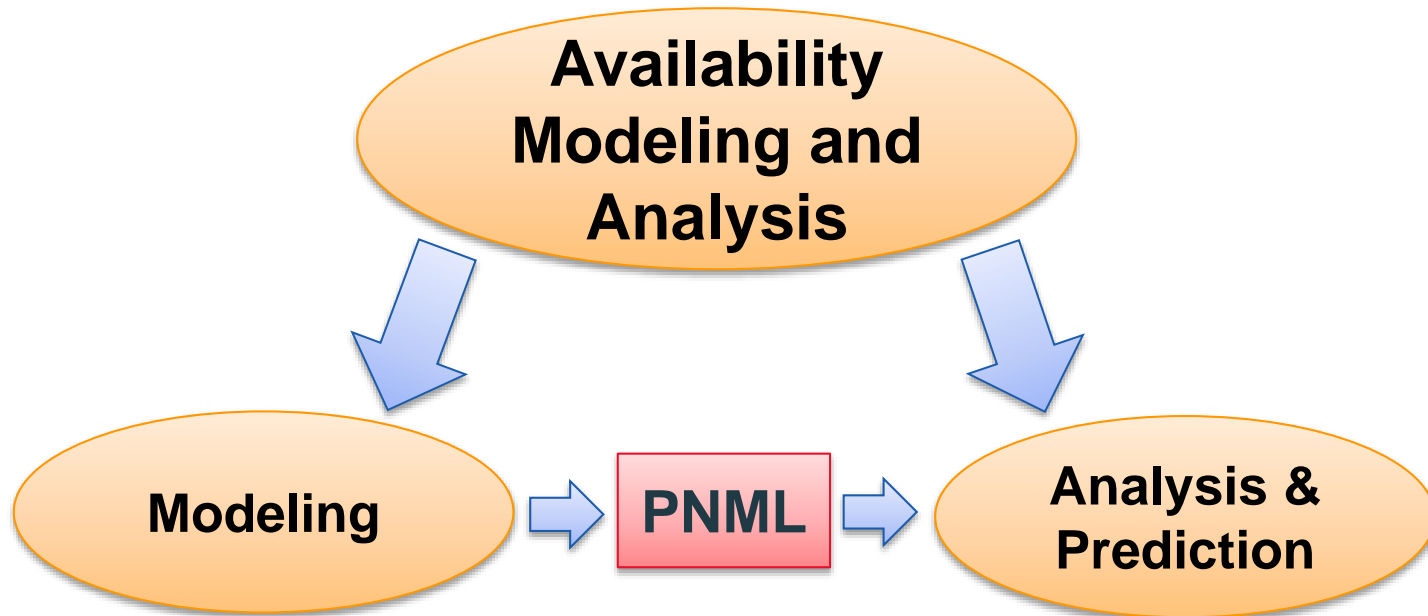 Availability
Modeling and
Analysis
Modeling
PNML
Analysis &
Prediction